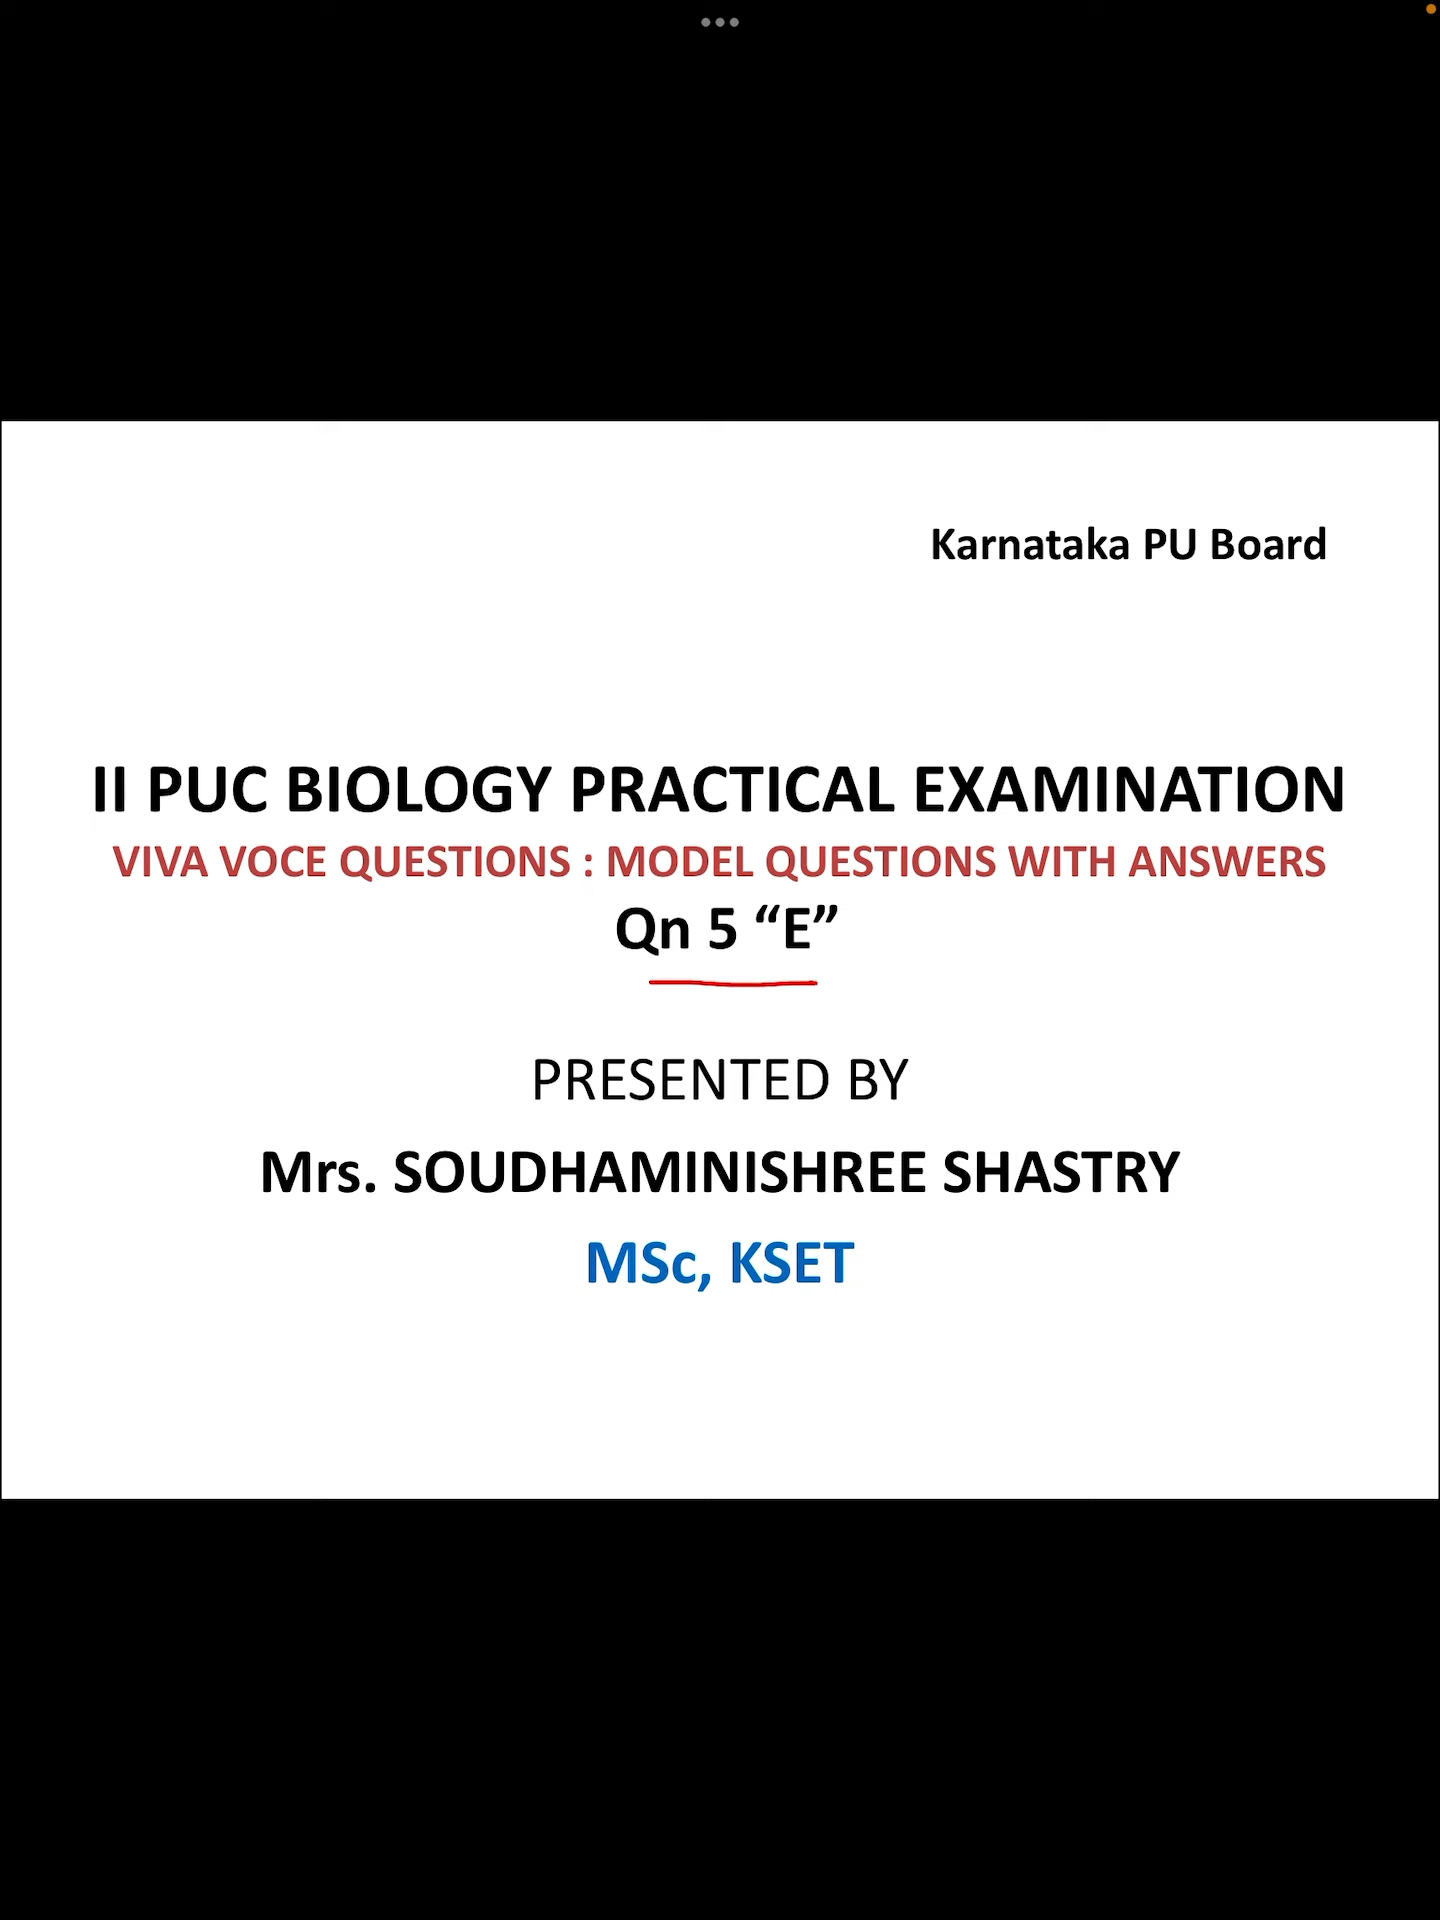 Karnataka PU Board
II PUC BIOLOGY PRACTICAL EXAMINATION
VIVA VOCE QUESTIONS : MODEL QUESTIONS WITH ANSWERS
Qn 5 “E”
PRESENTED BY
Mrs. SOUDHAMINISHREE SHASTRY
MSc, KSET